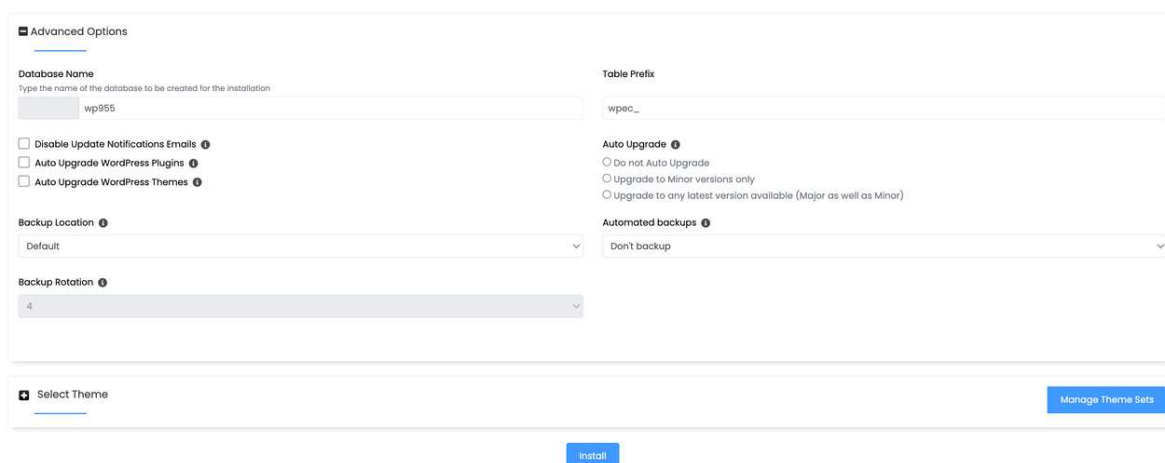 Advanced Options
Database Name
Type the name of the database to be created for the installation
wp955
Table Prefix
wpec_
Disable Update Notifications Emails
Auto Upgrade WordPress Plugins
Auto Upgrade WordPress Themes
Auto Upgrade
Do not Auto Upgrade
Upgrade to Minor versions only
Upgrade to any latest version available (Major as well as Minor)
Backup Location
Default
Automated backups
Don't backup
Backup Rotation
4
Select Theme
Manage Theme Sets
Install